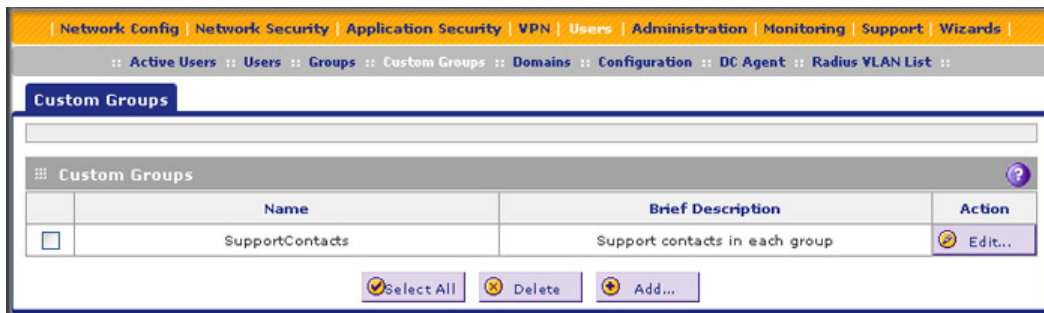 | Network Config | Network Security | Application Security | VPN | Users | Administration | Monitoring | Support | Wizards |
:: Active Users :: Users :: Groups :: Custom Groups :: Domains :: Configuration :: DC Agent :: Radius VLAN List ::
Custom Groups
Custom Groups ?
Name Brief Description Action
SupportContacts Support contacts in each group Edit...
Select All Delete Add...